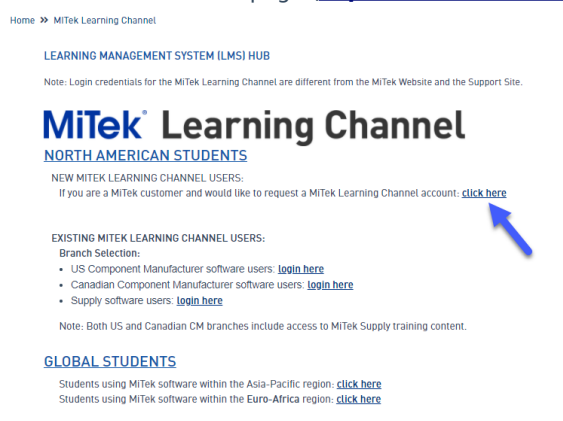 Home >> MiTek Learning Channel
LEARNING MANAGEMENT SYSTEM (LMS) HUB
Note: Login credentials for the MiTek Learning Channel are different from the MiTek Website and the Support Site.
MiTek® Learning Channel
NORTH AMERICAN STUDENTS
NEW MITEK LEARNING CHANNEL USERS:
If you are a MiTek customer and would like to request a MiTek Learning Channel account: click here
EXISTING MITEK LEARNING CHANNEL USERS:
Branch Selection:
• US Component Manufacturer software users: login here
• Canadian Component Manufacturer software users: login here
• Supply software users: login here
Note: Both US and Canadian CM branches include access to MiTek Supply training content.
GLOBAL STUDENTS
Students using MiTek software within the Asia-Pacific region: click here
Students using MiTek software within the Euro-Africa region: click here